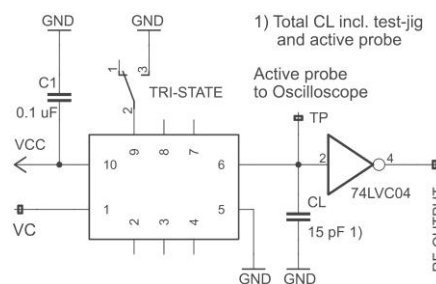 GND
GND
1) Total CL incl. test-jig
and active probe
C1
0.1 uF
1
3
2
TRI-STATE
Active probe
to Oscilloscope
TP
VCC
10
9
8
7
6
2
4
74LVC04
1
2
3
4
5
VC
CL
15 pF 1)
GND
GND
RF OUTPUT